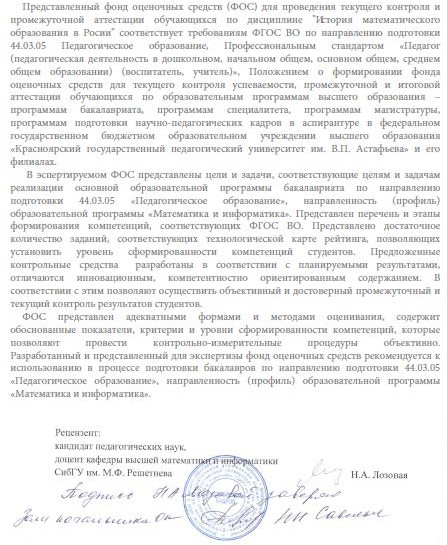 Представленный фонд оценочных средств (ФОС) для проведения текущего контроля и
промежуточной аттестации обучающихся по дисциплине "История математического
образования в Росии" соответствует требованиям ФГОС ВО по направлению подготовки
44.03.05 Педагогическое образование, Профессиональным стандартом «Педагог
(педагогическая деятельность в дошкольном, начальном общем, основном общем, среднем
общем образовании) (воспитатель, учитель)», Положением о формировании фонда
оценочных средств для текущего контроля успеваемости, промежуточной и итоговой
аттестации обучающихся по образовательным программам высшего образования –
программам бакалавриата, программам специалитета, программам магистратуры,
программам подготовки научно-педагогических кадров в аспирантуре в федеральном
государственном бюджетном образовательном учреждении высшего образования
«Красноярский государственный педагогический университет им. В.П. Астафьева» и его
филиалах.
В эспертируемом ФОС представлены цели и задачи, соответствующие целям и задачам
реализации основной образовательной программы бакалавриата по направлению
подготовки 44.03.05 «Педагогическое образование», направленность (профиль)
образовательной программы «Математика и информатика». Представлен перечень и этапы
формирования компетенций, соответствующих ФГОС ВО. Представлено достаточное
количество заданий, соответствующих технологической карте рейтинга, позволяющих
установить уровень сформированности компетенций студентов. Предложенные
контрольные средства разработаны в соответствии с планируемыми результатами,
отличаются инновационным, компетентностно ориентированным содержанием. В
соответствии с этим позволяют осуществить объективный и достоверный промежуточный и
текущий контроль результатов студентов.
ФОС представлен адекватными формами и методами оценивания, содержит
обоснованные показатели, критерии и уровни сформированности компетенций, которые
позволяют провести контрольно-измерительные процедуры объективно.
Разработанный и представленный для экспертизы фонд оценочных средств рекомендуется к
использованию в процессе подготовки бакалавров по направлению подготовки 44.03.05
«Педагогическое образование», направленность (профиль) образовательной программы
«Математика и информатика».
Рецензент:
кандидат педагогических наук,
доцент кафедры высшей математики и информатики
СибГУ им. М.Ф. Решетнева
Н.А. Лозовая
Подпись НА Лозовой заверяю
Зам начальника ОК НН Савельева